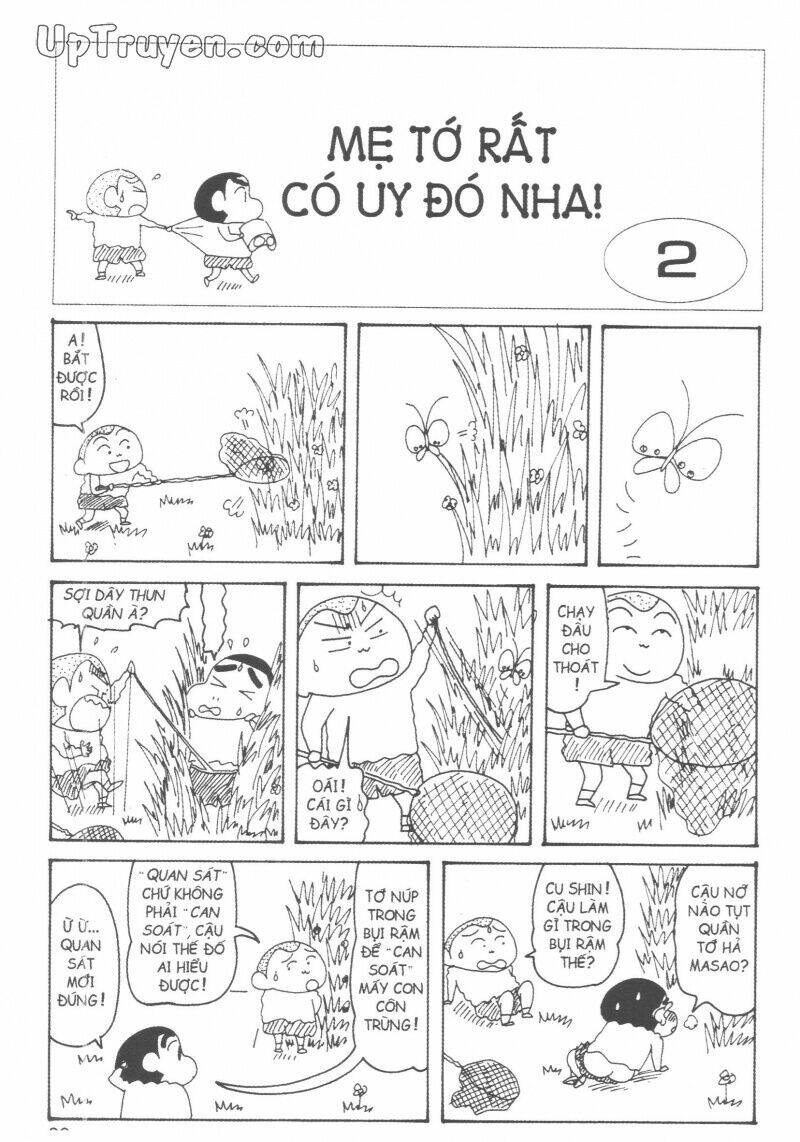 UpTruyen.com
MẸ TỚ RẤT
CÓ UY ĐÓ NHA!
2
A!
BẮT
ĐƯỢC
RỒI!
CHẠY
ĐÂU
CHO
THOÁT
!
OÁI!
CÁI GÌ
ĐÂY?
SỢI DÂY THUN
QUẦN À?
CẬU NỠ
NÀO TỤT
QUẦN
TỚ HẢ
MASAO?
CU SHIN!
CẬU LÀM
GÌ TRONG
BỤI RẬM
THẾ?
TỚ NÚP
TRONG
BỤI RẬM
ĐỂ "CAN
SOÁT"
MẤY CON
CÔN
TRÙNG!
"QUAN SÁT"
CHỨ KHÔNG
PHẢI "CAN
SOÁT", CẬU
NÓI THẾ ĐỐ
AI HIỂU
ĐƯỢC!
Ừ Ừ...
QUAN
SÁT
MỚI
ĐÚNG!